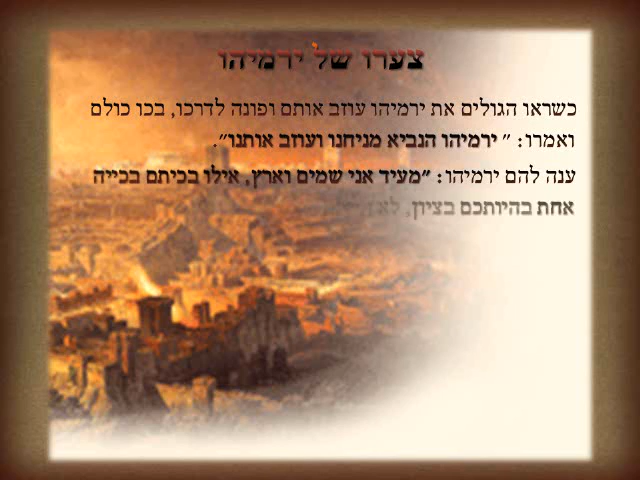 צערו של ירמיהו
כשראו הגולים את ירמיהו עוזב אותם ופונה לדרכו, בכו כולם
ואמרו: " ירמיהו הנביא מניחנו ועוזב אותנו".
ענה להם ירמיהו: "מעיד אני שמים וארץ, אילו בכיתם בכייה
אחת בהיותכם בציון,